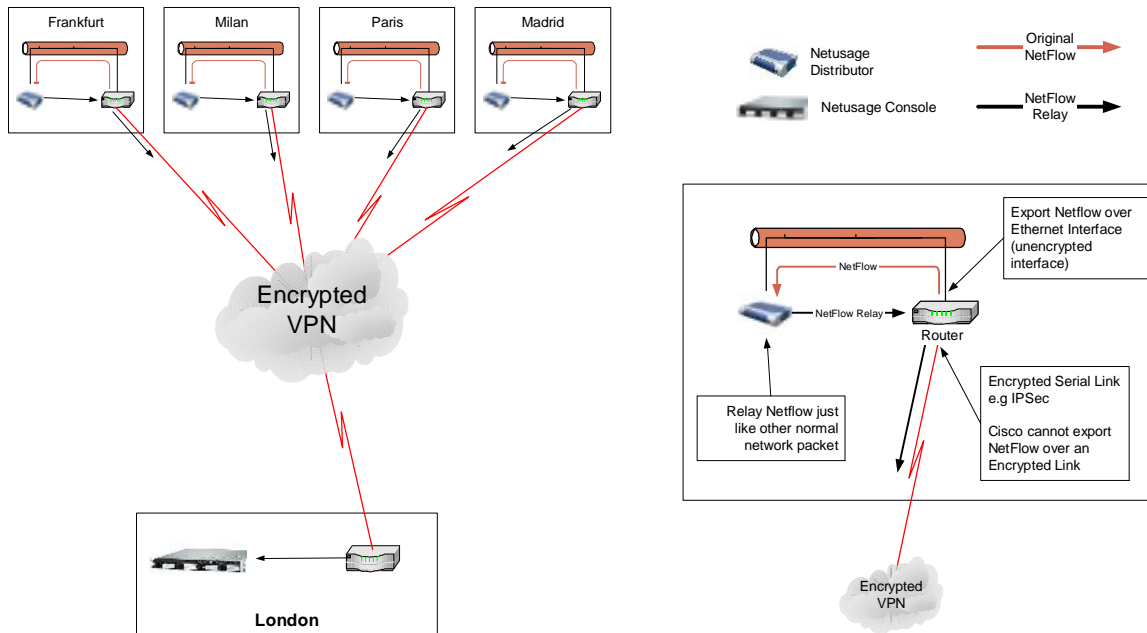 Frankfurt
Milan
Paris
Madrid
Encrypted
VPN
London
Netusage
Distributor
Netusage Console
Original
NetFlow
NetFlow
Relay
Export Netflow over
Ethernet Interface
(unencrypted
interface)
NetFlow
NetFlow Relay
Router
Relay Netflow just
like other normal
network packet
Encrypted Serial Link
e.g IPSec
Cisco cannot export
NetFlow over an
Encrypted Link
Encrypted
VPN